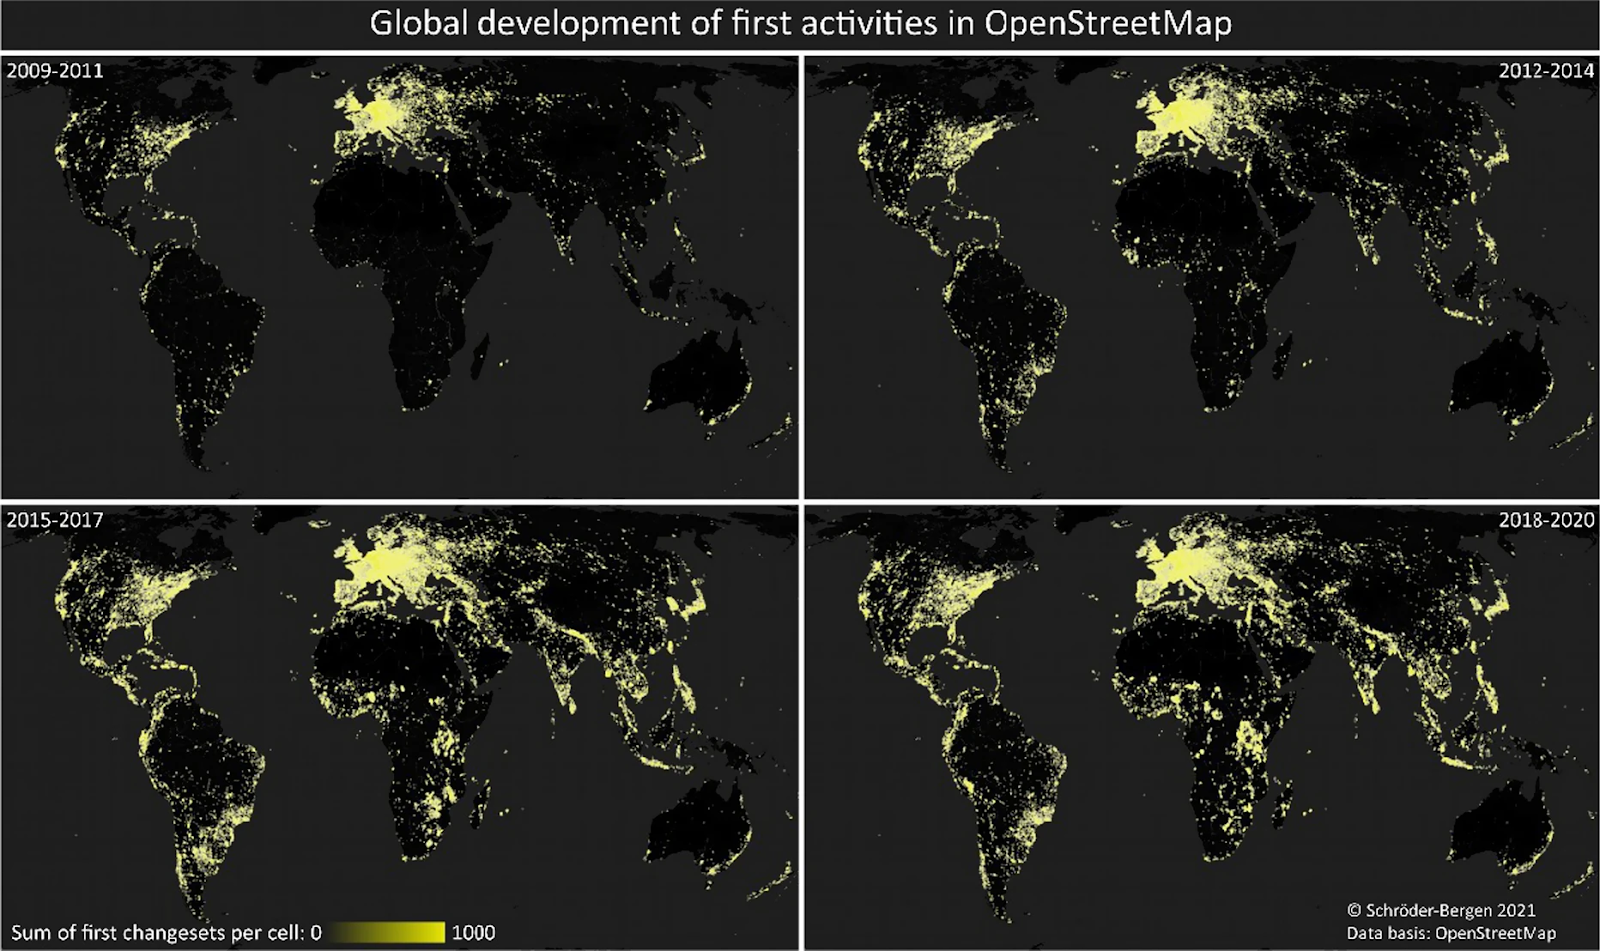 Global development of first activities in OpenStreetMap
2009-2011
2012-2014
2015-2017
2018-2020
Sum of first changesets per cell: 0 1000
© Schröder-Bergen 2021
Data basis: OpenStreetMap